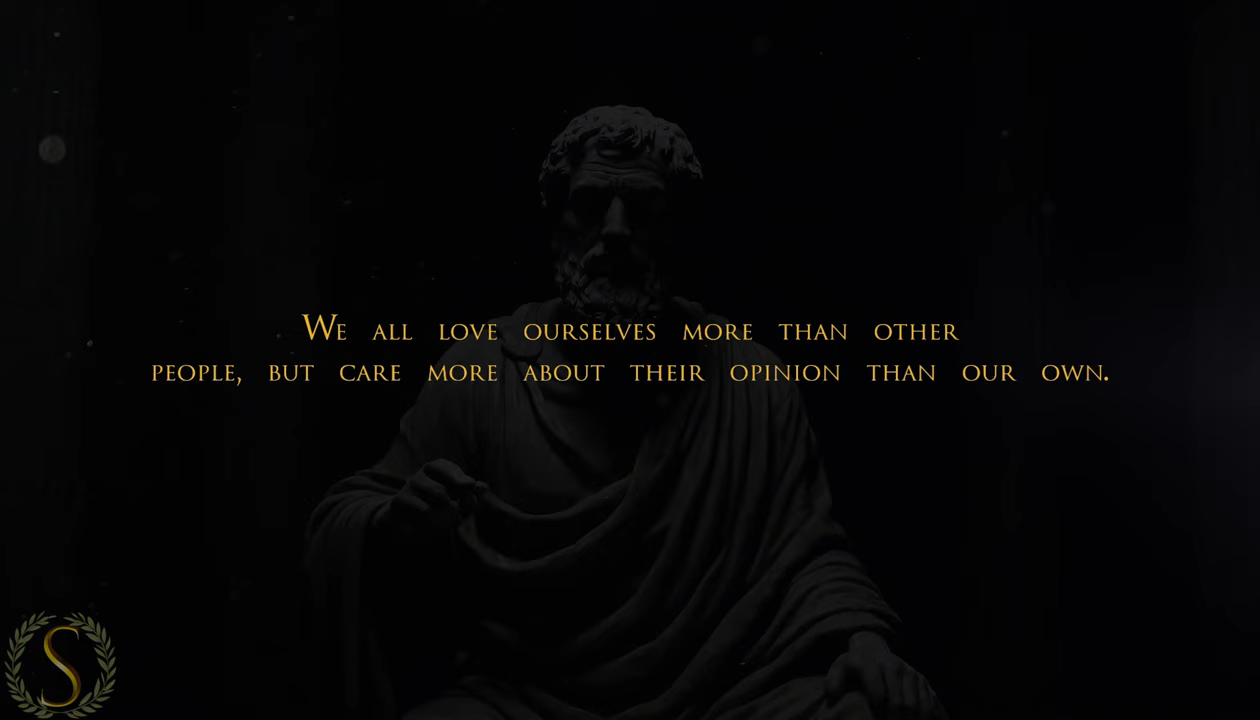 We all love ourselves more than other
people, but care more about their opinion than our own.
S